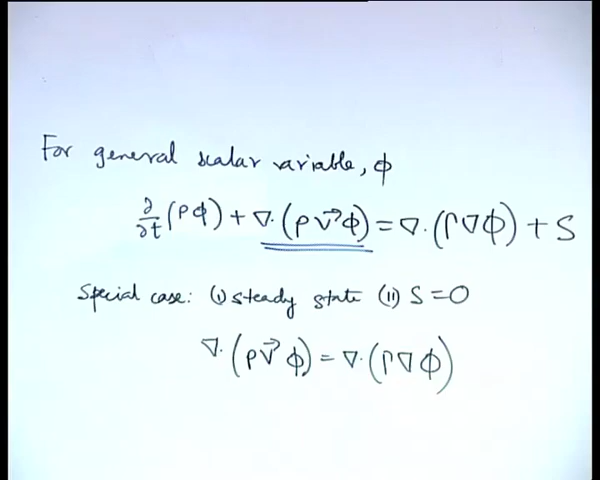 For general scalar variable, ϕ
∂/∂t (ρϕ) + ∇·(ρv⃗ϕ) = ∇·(Γ∇ϕ) + S
Special case: (i) steady state (ii) S=0
∇·(ρv⃗ϕ) = ∇·(Γ∇ϕ)